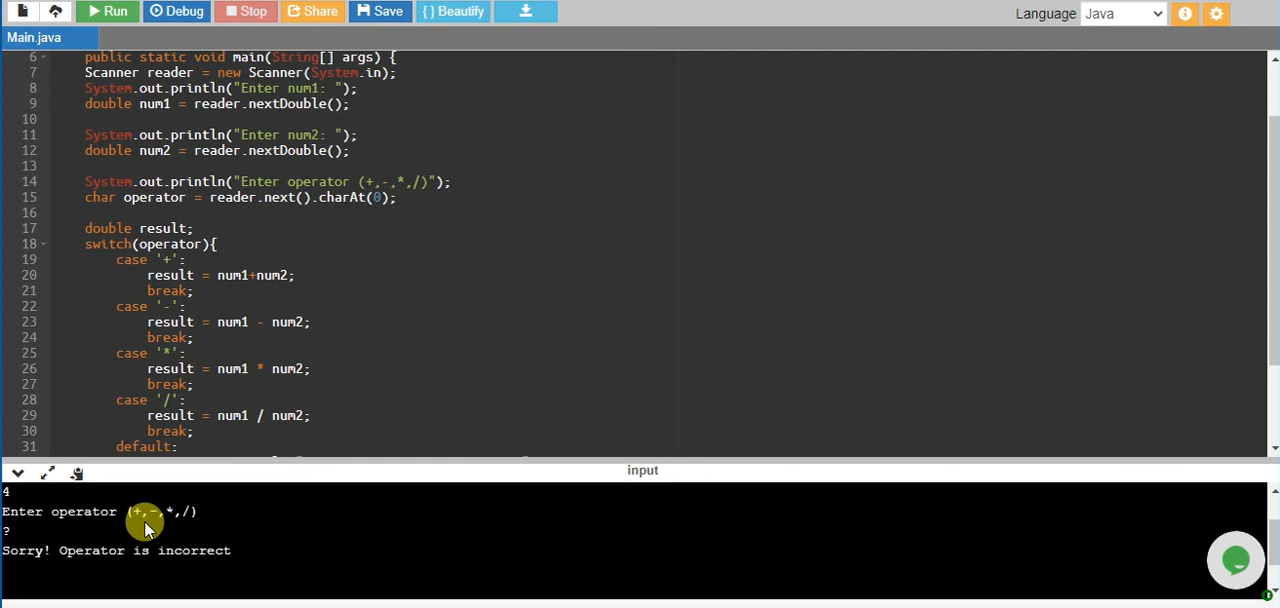 Run Debug Stop Share Save { } Beautify Language Java
Main.java
6 public static void main(String[] args) {
7 Scanner reader = new Scanner(System.in);
8 System.out.println("Enter num1: ");
9 double num1 = reader.nextDouble();
10
11 System.out.println("Enter num2: ");
12 double num2 = reader.nextDouble();
13
14 System.out.println("Enter operator (+,-,*,/)");
15 char operator = reader.next().charAt(0);
16
17 double result;
18 switch(operator){
19 case '+':
20 result = num1+num2;
21 break;
22 case '-':
23 result = num1 - num2;
24 break;
25 case '*':
26 result = num1 * num2;
27 break;
28 case '/':
29 result = num1 / num2;
30 break;
31 default:
input
4
Enter operator (+,-,*,/)
?
Sorry! Operator is incorrect